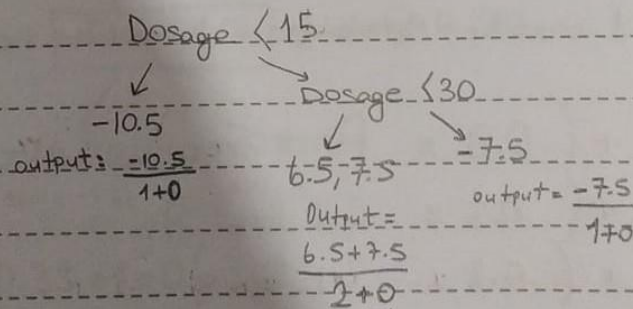 Dosage < 15
Dosage < 30
-10.5
6.5, 7.5
-7.5
output = -10.5 / 1+0
output = 6.5+7.5 / 2+0
output = -7.5 / 1+0